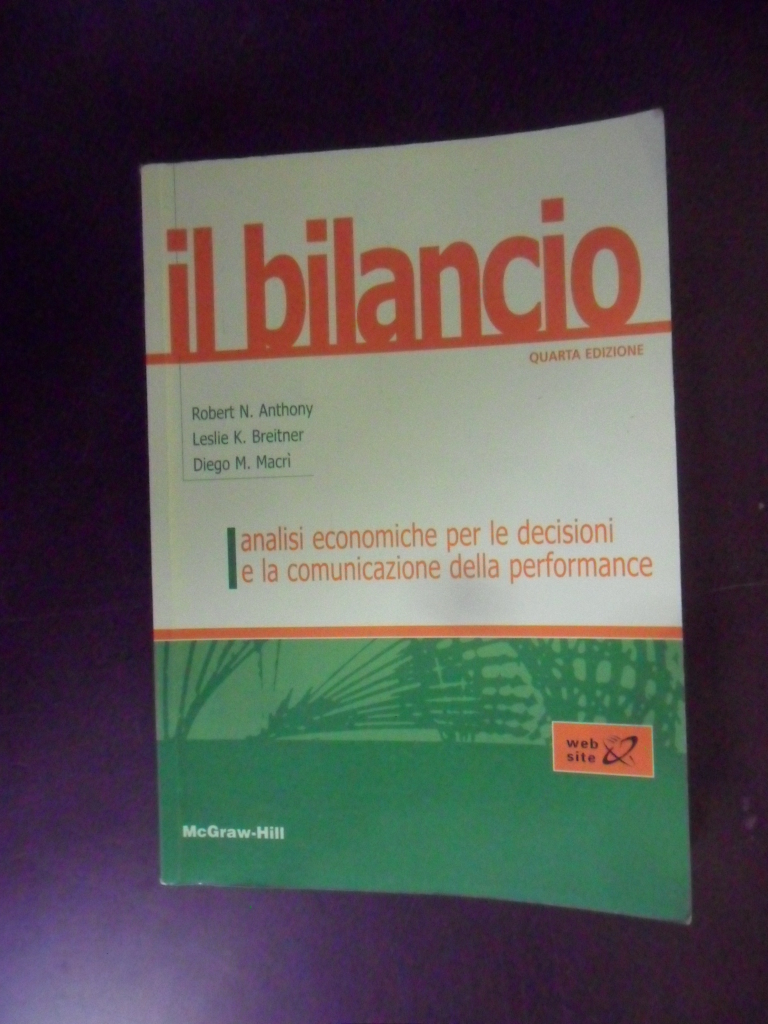 il bilancio
QUARTA EDIZIONE
Robert N. Anthony
Leslie K. Breitner
Diego M. Macrì
analisi economiche per le decisioni
e la comunicazione della performance
web
site
McGraw-Hill